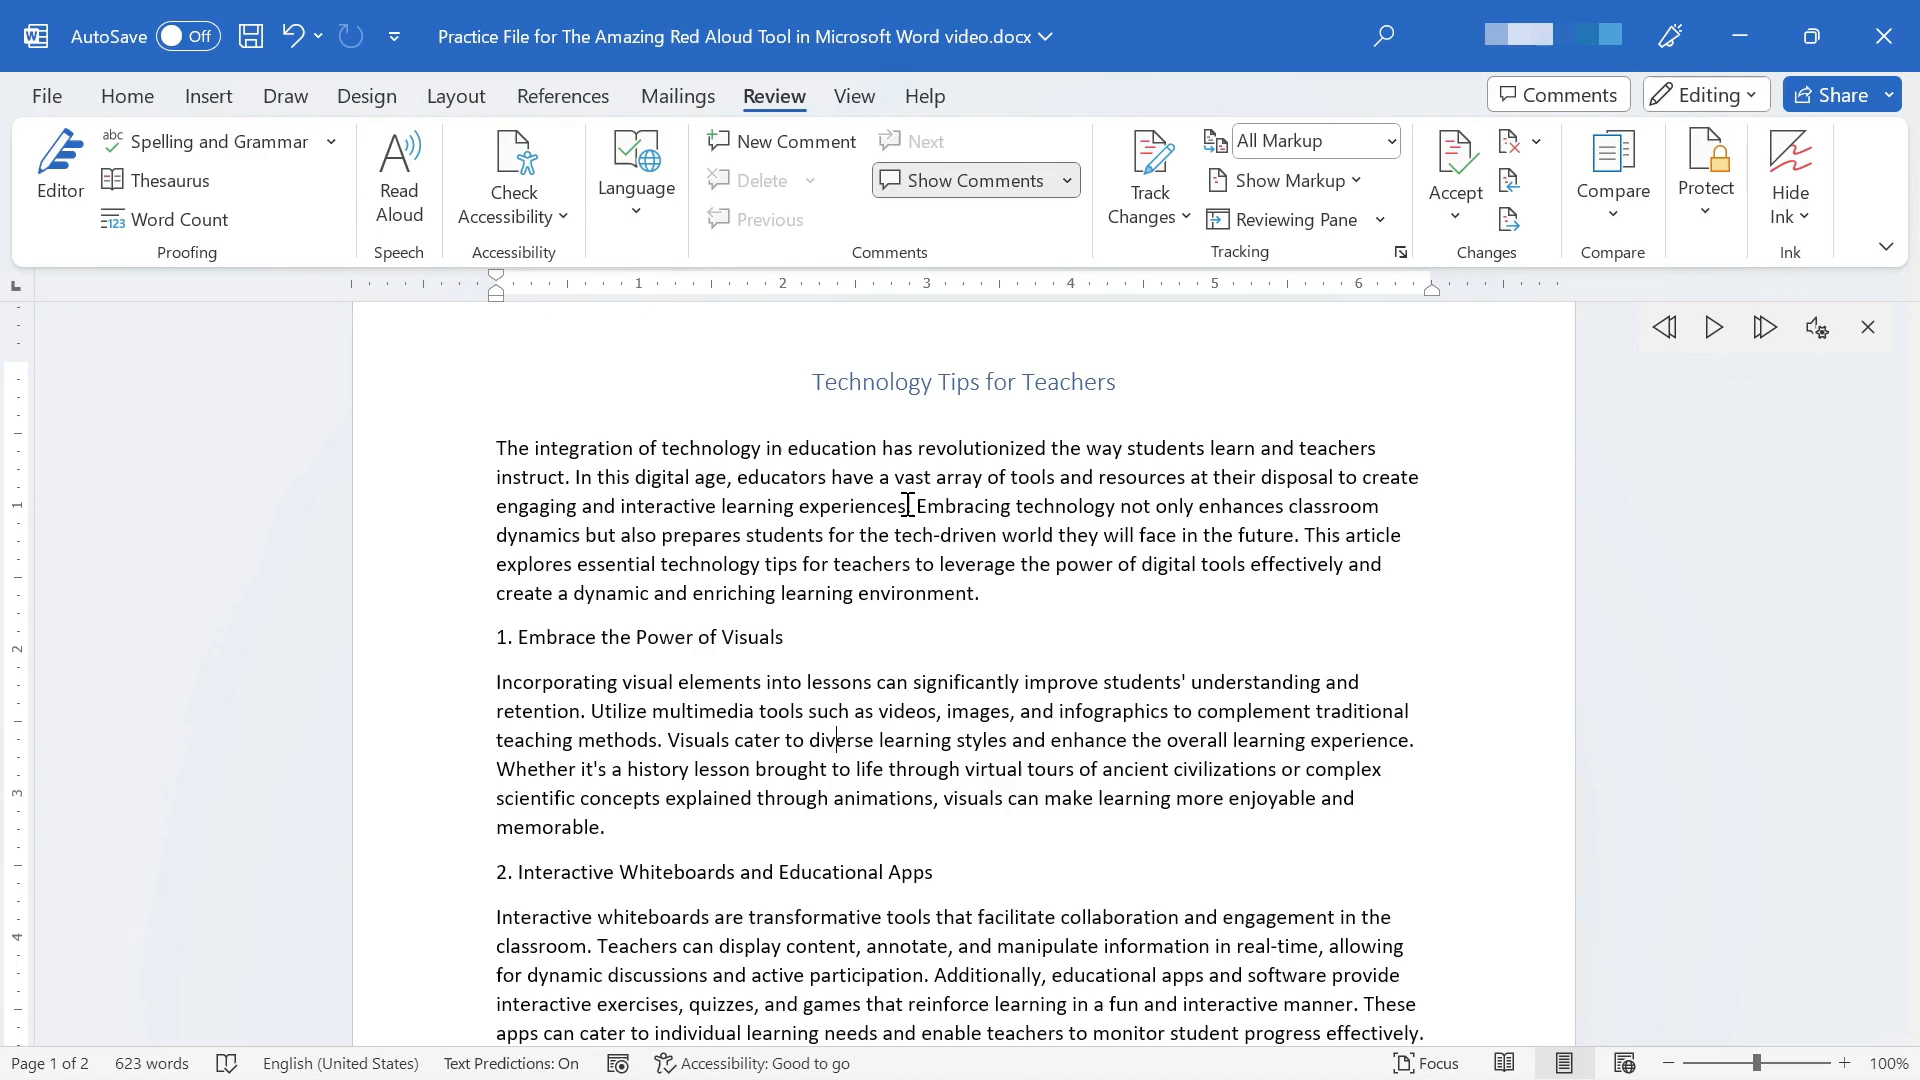 AutoSave Off Practice File for The Amazing Red Aloud Tool in Microsoft Word video.docx
File Home Insert Draw Design Layout References Mailings Review View Help Comments Editing Share
Editor
abc Spelling and Grammar
Thesaurus
123 Word Count
Proofing
Read
Aloud
Speech
Check
Accessibility
Accessibility
Language
New Comment
Delete
Previous
Next
Show Comments
Comments
Track
Changes
All Markup
Show Markup
Reviewing Pane
Tracking
Accept
Changes
Compare
Compare
Protect
Hide
Ink
Ink
1 2 3 4 5 6
1
2
3
4
Technology Tips for Teachers
The integration of technology in education has revolutionized the way students learn and teachers
instruct. In this digital age, educators have a vast array of tools and resources at their disposal to create
engaging and interactive learning experiences. Embracing technology not only enhances classroom
dynamics but also prepares students for the tech-driven world they will face in the future. This article
explores essential technology tips for teachers to leverage the power of digital tools effectively and
create a dynamic and enriching learning environment.
1. Embrace the Power of Visuals
Incorporating visual elements into lessons can significantly improve students' understanding and
retention. Utilize multimedia tools such as videos, images, and infographics to complement traditional
teaching methods. Visuals cater to diverse learning styles and enhance the overall learning experience.
Whether it's a history lesson brought to life through virtual tours of ancient civilizations or complex
scientific concepts explained through animations, visuals can make learning more enjoyable and
memorable.
2. Interactive Whiteboards and Educational Apps
Interactive whiteboards are transformative tools that facilitate collaboration and engagement in the
classroom. Teachers can display content, annotate, and manipulate information in real-time, allowing
for dynamic discussions and active participation. Additionally, educational apps and software provide
interactive exercises, quizzes, and games that reinforce learning in a fun and interactive manner. These
apps can cater to individual learning needs and enable teachers to monitor student progress effectively.
Page 1 of 2 623 words English (United States) Text Predictions: On Accessibility: Good to go Focus 100%